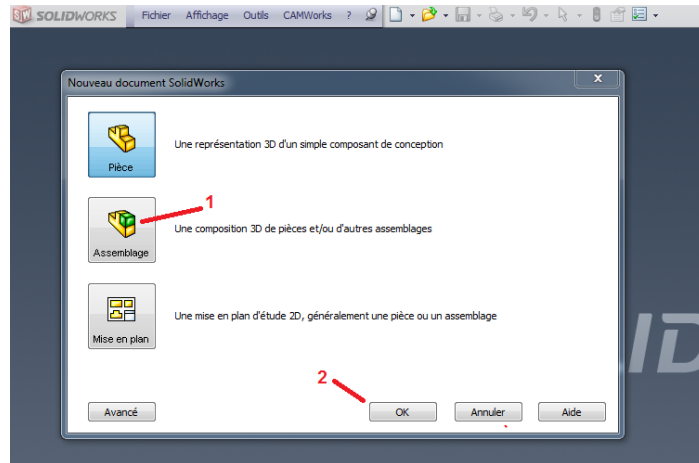 SW SOLIDWORKS Fichier Affichage Outils CAMWorks ?
Nouveau document SolidWorks x
Une représentation 3D d'un simple composant de conception
Pièce
1
Une composition 3D de pièces et/ou d'autres assemblages
Assemblage
Une mise en plan d'étude 2D, généralement une pièce ou un assemblage
Mise en plan
2
Avancé OK Annuler Aide